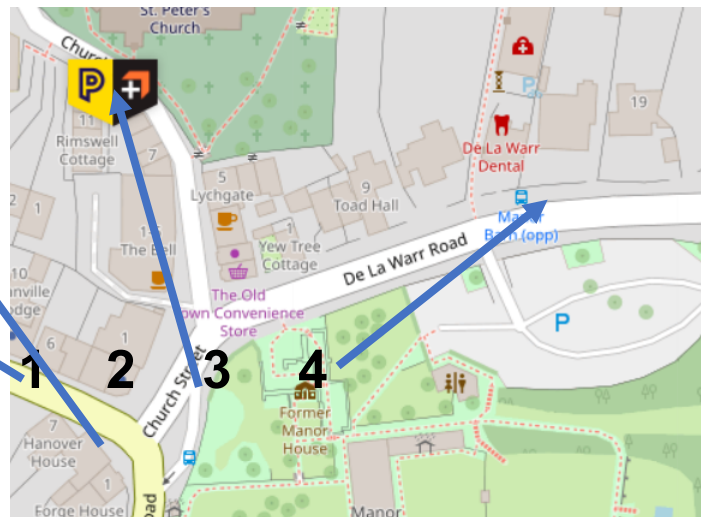 St. Peter's
Church
Church
P
11
Rimswell
Cottage
7
5
Lychgate
9
Toad Hall
19
De La Warr
Dental
P
2
1
1
Yew Tree
Cottage
The Bell
De La Warr Road
Manor
Barn (opp)
10
The Old
Convenience
Store
P
6
1
1
2
3
4
Church Street
Former
Manor
House
7
Hanover
House
Forge House
Manor